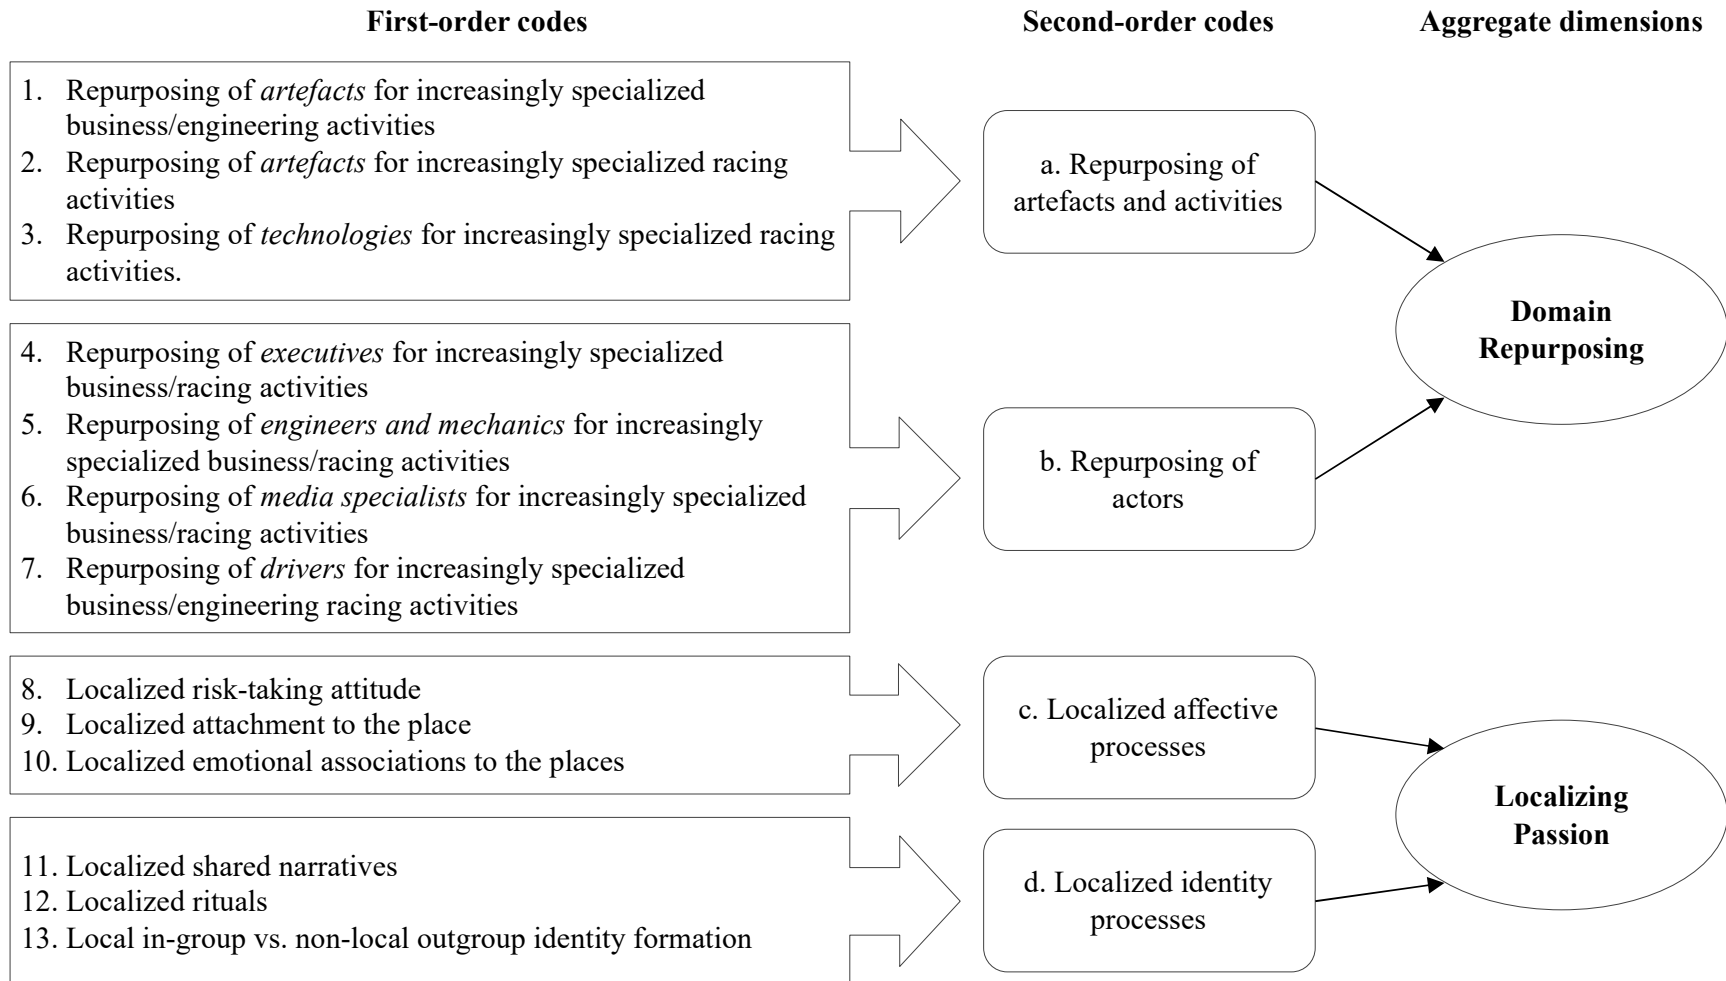 First-order codes
Second-order codes
Aggregate dimensions
1. Repurposing of artefacts for increasingly specialized
business/engineering activities
2. Repurposing of artefacts for increasingly specialized racing
activities
3. Repurposing of technologies for increasingly specialized racing
activities.
a. Repurposing of
artefacts and activities
4. Repurposing of executives for increasingly specialized
business/racing activities
5. Repurposing of engineers and mechanics for increasingly
specialized business/racing activities
6. Repurposing of media specialists for increasingly specialized
business/racing activities
7. Repurposing of drivers for increasingly specialized
business/engineering racing activities
b. Repurposing of
actors
Domain
Repurposing
8. Localized risk-taking attitude
9. Localized attachment to the place
10. Localized emotional associations to the places
c. Localized affective
processes
11. Localized shared narratives
12. Localized rituals
13. Local in-group vs. non-local outgroup identity formation
d. Localized identity
processes
Localizing
Passion